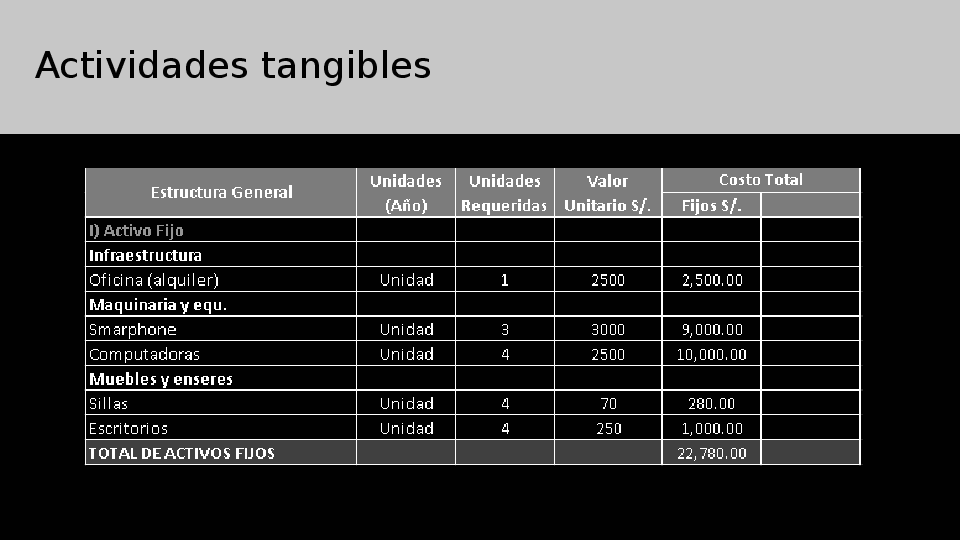 Actividades tangibles
Estructura General Unidades (Año) Unidades Requeridas Valor Unitario S/. Costo Total
Fijos S/.
I) Activo Fijo
Infraestructura
Oficina (alquiler) Unidad 1 2500 2,500.00
Maquinaria y equ.
Smarphone Unidad 3 3000 9,000.00
Computadoras Unidad 4 2500 10,000.00
Muebles y enseres
Sillas Unidad 4 70 280.00
Escritorios Unidad 4 250 1,000.00
TOTAL DE ACTIVOS FIJOS 22,780.00